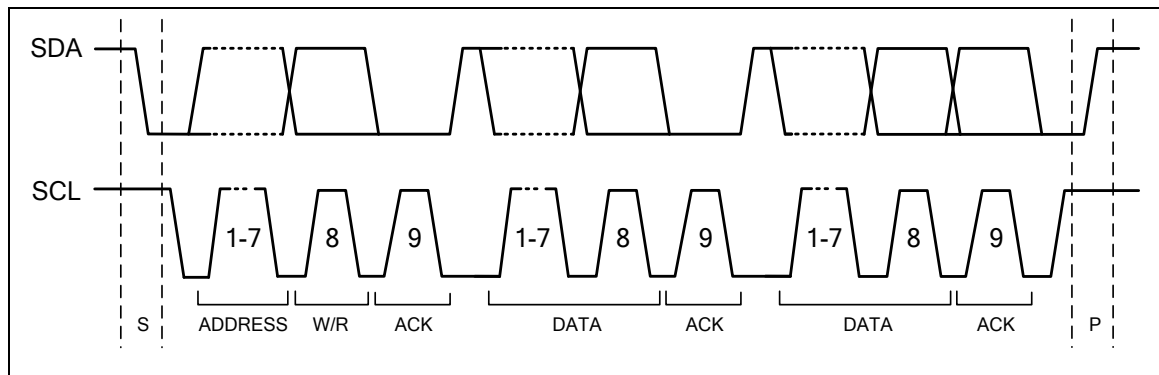 SDA
SCL
1-7 8 9 1-7 8 9 1-7 8 9
S ADDRESS W/R ACK DATA ACK DATA ACK P